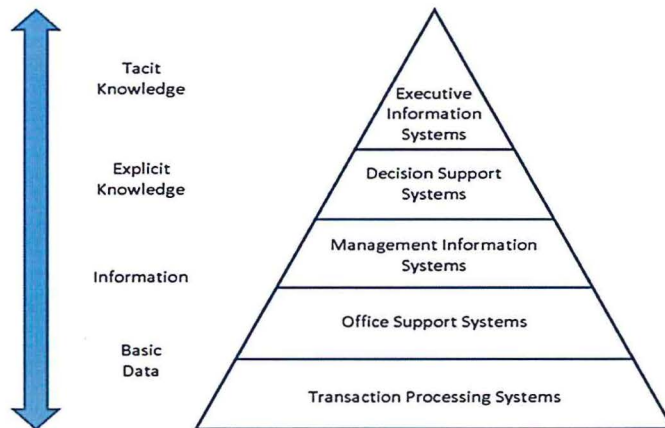 Tacit
Knowledge
Executive
Information
Systems
Explicit
Knowledge
Decision Support
Systems
Management Information
Systems
Information
Office Support Systems
Basic
Data
Transaction Processing Systems